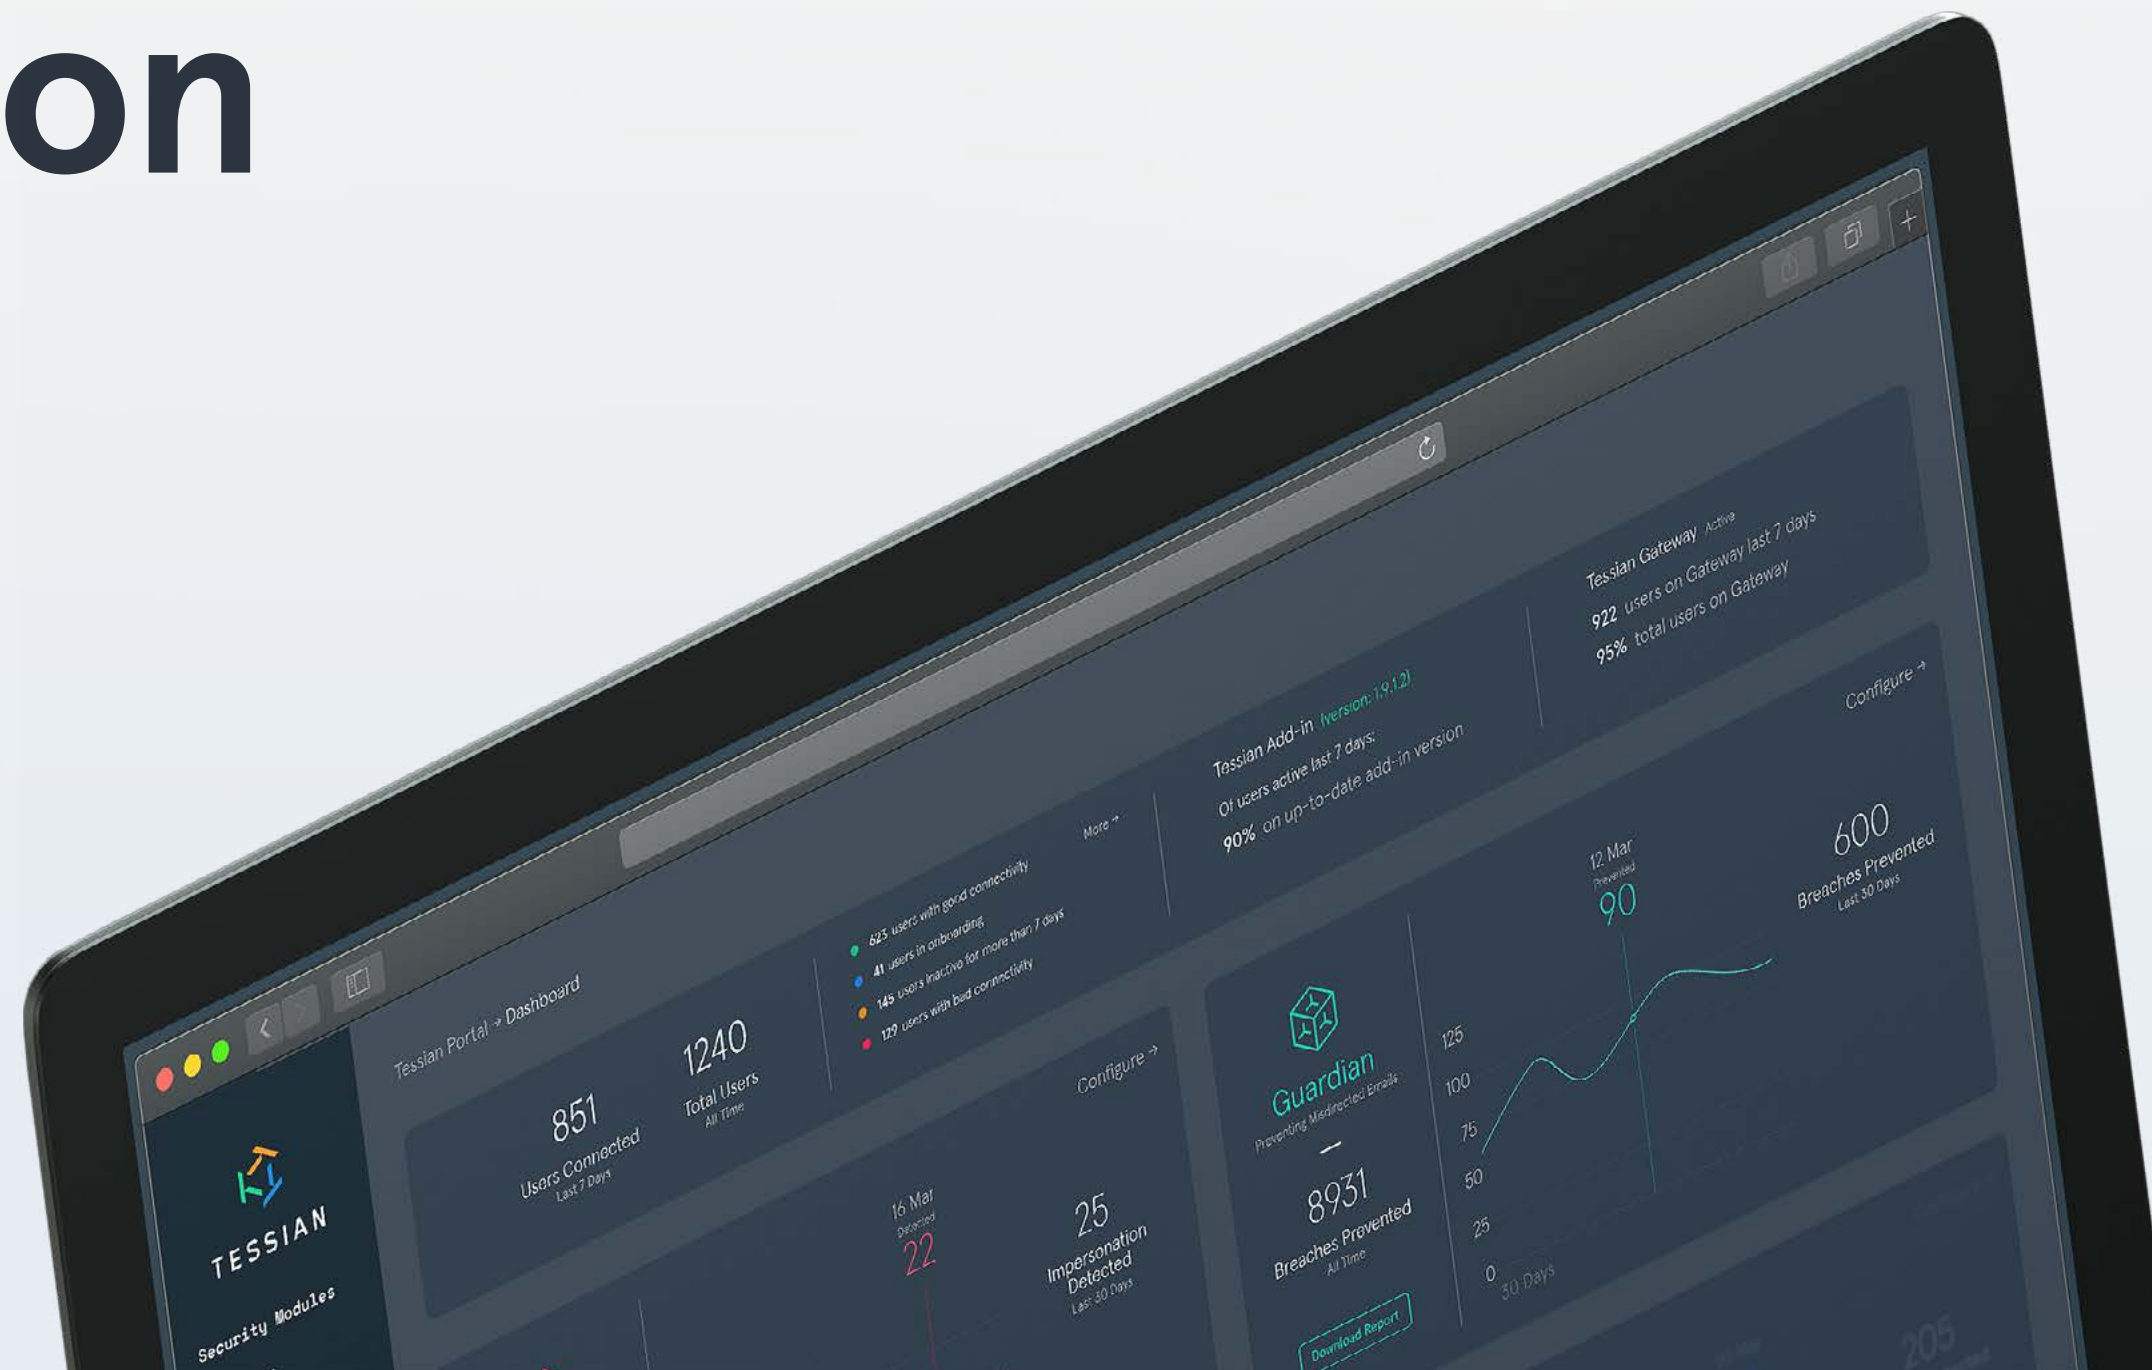 on
Tessian Portal → Dashboard
851
Users Connected
Last 7 Days
1240
Total Users
All Time
623 users with good connectivity
41 users in onboarding
145 users inactive for more than 7 days
129 users with bad connectivity
More →
Tessian Add-in (version: 1.9.1.2)
Of users active last 7 days:
90% on up-to-date add-in version
Tessian Gateway Active
922 users on Gateway last 7 days
95% total users on Gateway
TESSIAN
Security Modules
Configure →
16 Mar
Detected
22
25
Impersonation
Detected
Last 30 Days
Configure →
Guardian
Preventing Misdirected Emails
8931
Breaches Prevented
All Time
Download Report
12 Mar
Prevented
90
125
100
75
50
25
0
30 Days
600
Breaches Prevented
Last 30 Days
205